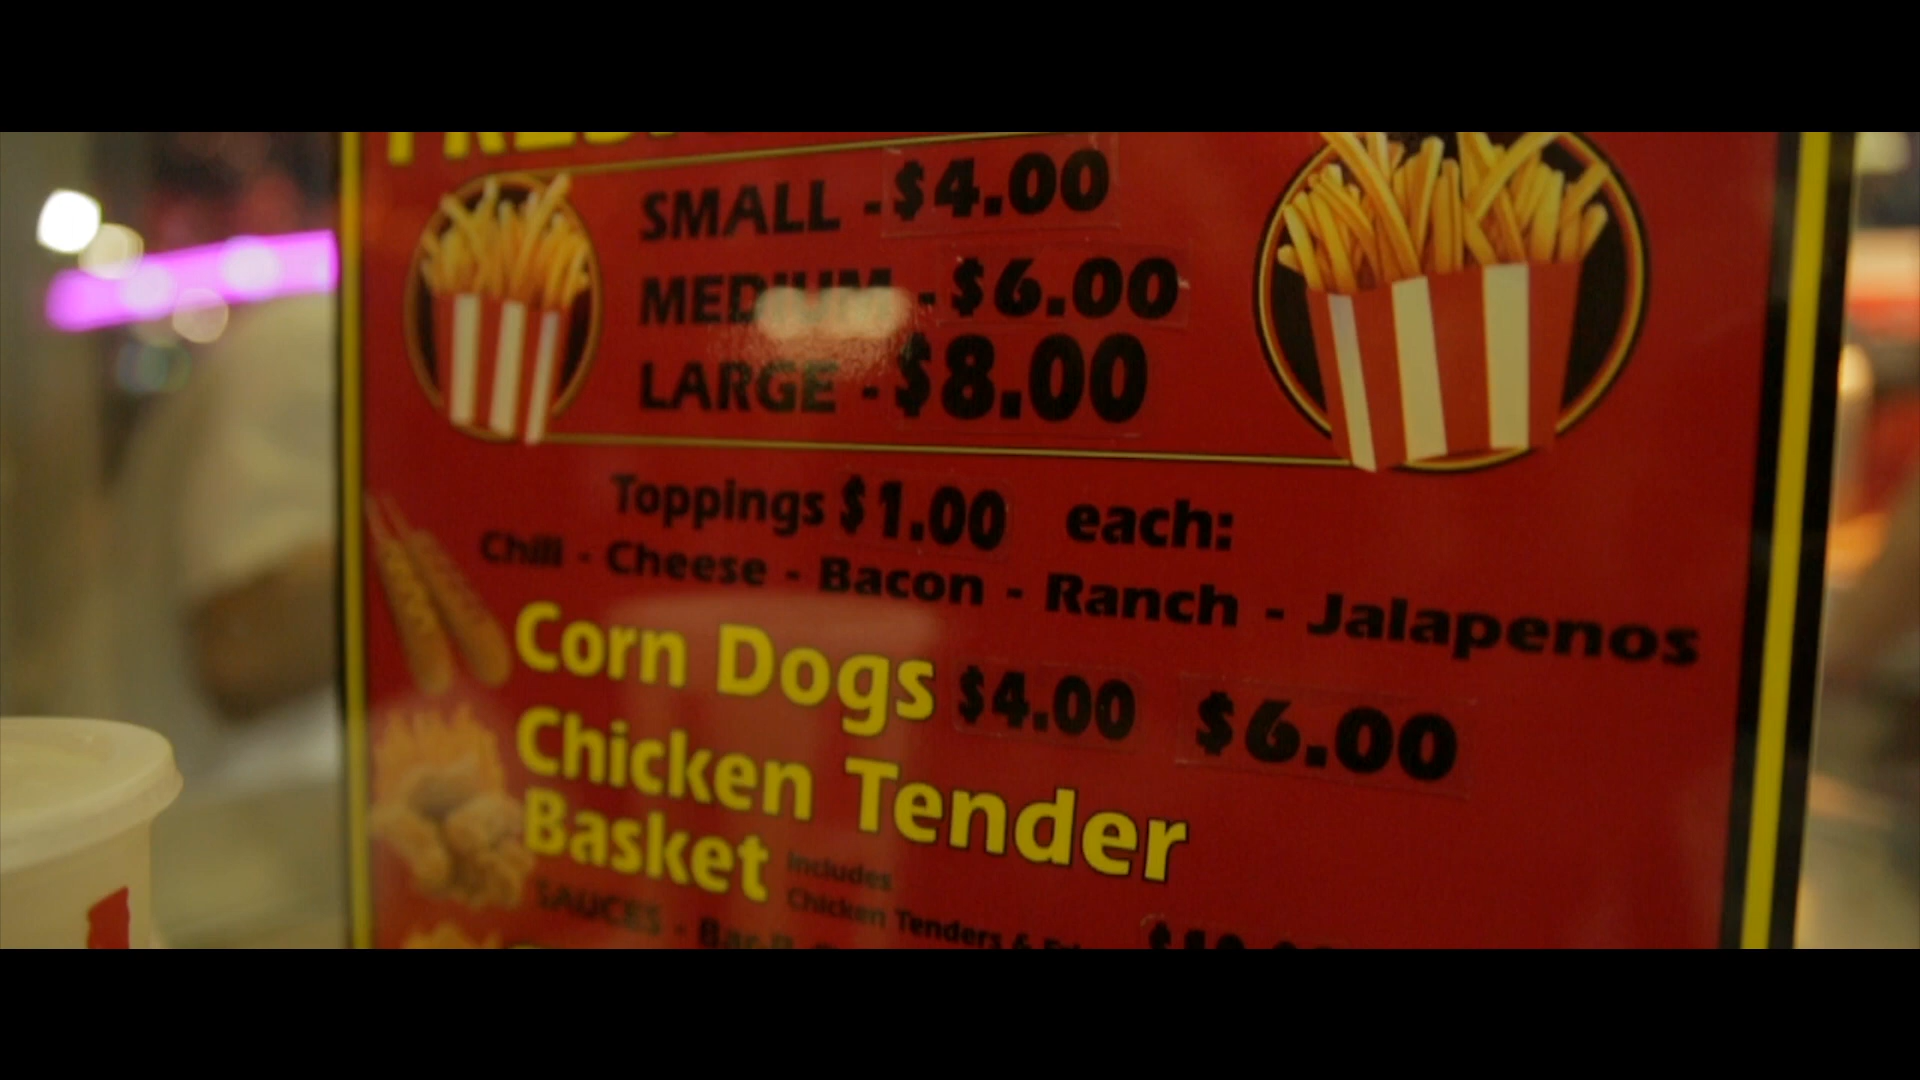 SMALL - $4.00
MEDIUM - $6.00
LARGE - $8.00
Toppings $1.00 each:
Chili - Cheese - Bacon - Ranch - Jalapenos
Corn Dogs $4.00 $6.00
Chicken Tender
Basket includes
Chicken Tenders &
SAUCES -